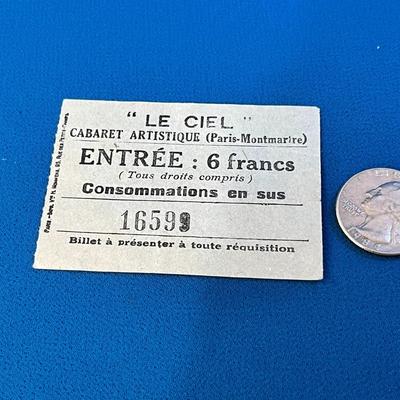 " LE CIEL "
CABARET ARTISTIQUE (Paris-Montmartre)
ENTRÉE : 6 francs
( Tous droits compris )
Consommations en sus
16599
Billet à présenter à toute réquisition